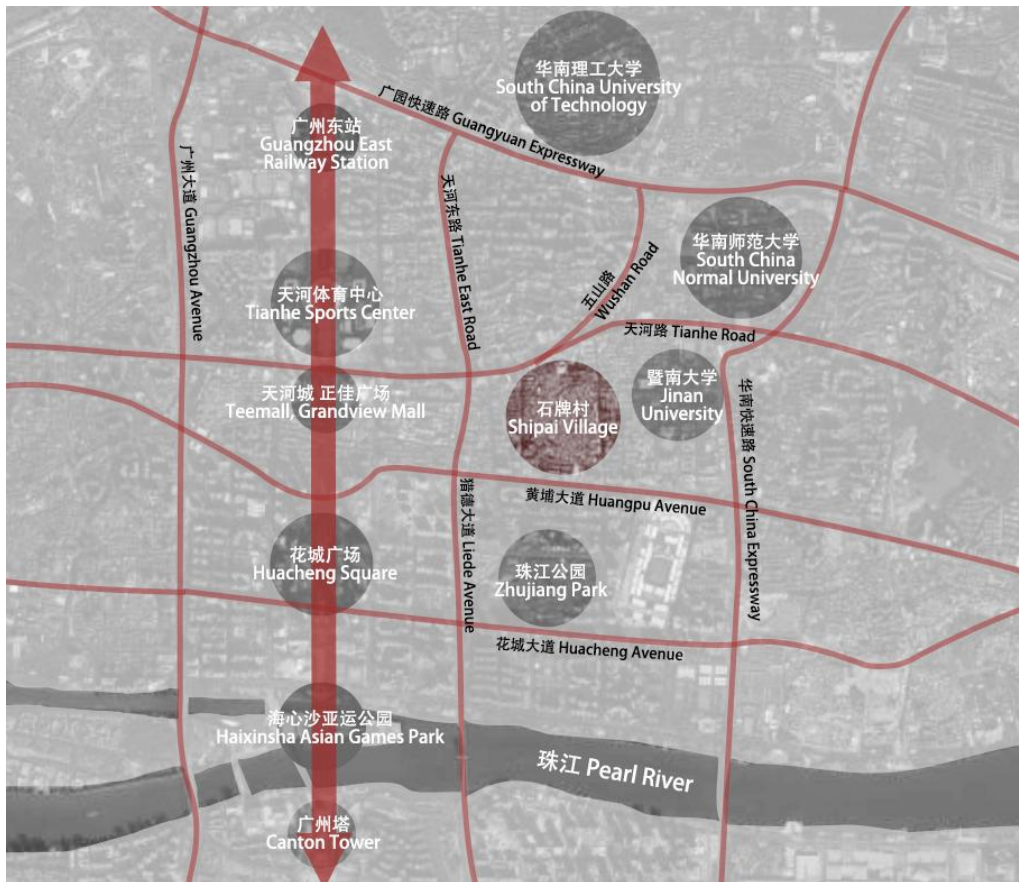 华南理工大学
South China University
of Technology
广园快速路 Guangyuan Expressway
广州东站
Guangzhou East
Railway Station
广州大道 Guangzhou Avenue
天河东路 Tianhe East Road
华南师范大学
South China
Normal University
五山路
Wushan Road
天河体育中心
Tianhe Sports Center
天河路 Tianhe Road
天河城 正佳广场
Teemall, Grandview Mall
石牌村
Shipai Village
暨南大学
Jinan
University
华南快速路 South China Expressway
猎德大道 Liede Avenue
黄埔大道 Huangpu Avenue
花城广场
Huacheng Square
珠江公园
Zhujiang Park
花城大道 Huacheng Avenue
海心沙亚运公园
Haixinsha Asian Games Park
珠江 Pearl River
广州塔
Canton Tower